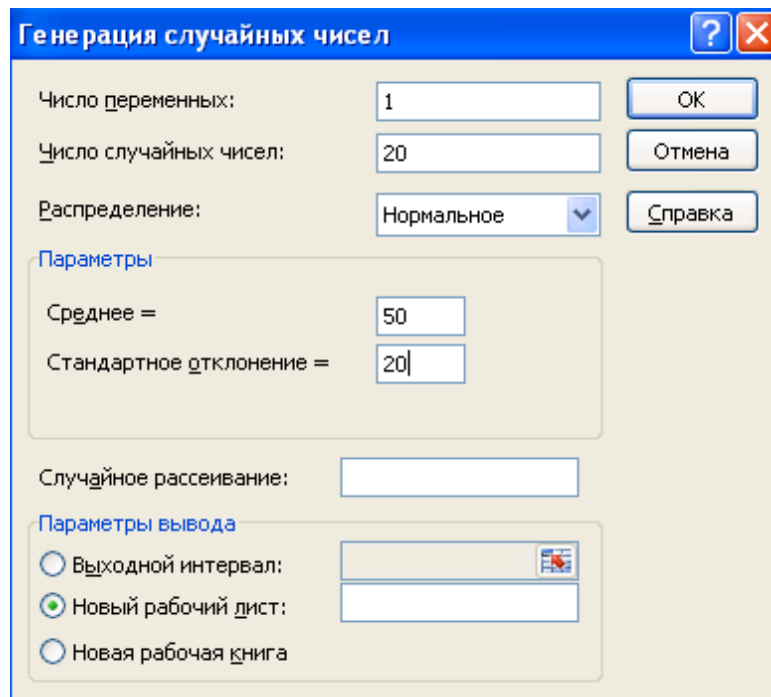 Генерация случайных чисел
Число переменных: 1 ОК
Число случайных чисел: 20 Отмена
Распределение: Нормальное Справка
Параметры
Среднее = 50
Стандартное отклонение = 20
Случайное рассеивание:
Параметры вывода
Выходной интервал:
Новый рабочий лист:
Новая рабочая книга